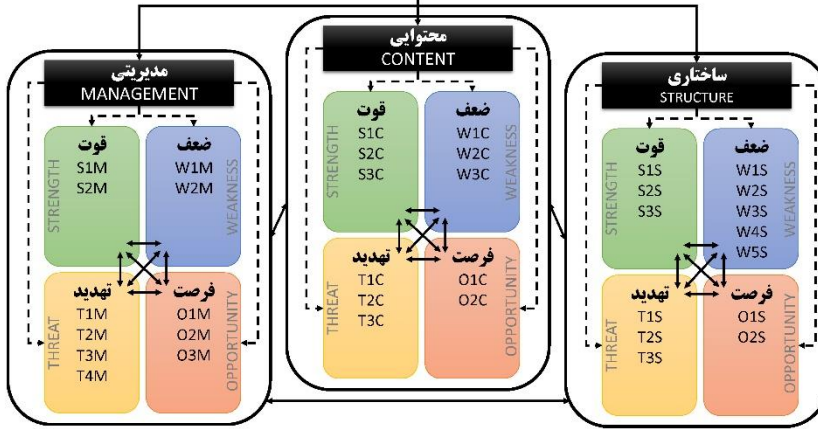 مدیریتی
MANAGEMENT
قوت
S1M
S2M
STRENGTH
ضعف
W1M
W2M
WEAKNESS
تهدید
T1M
T2M
T3M
T4M
THREAT
فرصت
O1M
O2M
O3M
OPPORTUNITY
محتوایی
CONTENT
قوت
S1C
S2C
S3C
STRENGTH
ضعف
W1C
W2C
W3C
WEAKNESS
تهدید
T1C
T2C
T3C
THREAT
فرصت
O1C
O2C
OPPORTUNITY
ساختاری
STRUCTURE
قوت
S1S
S2S
S3S
STRENGTH
ضعف
W1S
W2S
W3S
W4S
W5S
WEAKNESS
تهدید
T1S
T2S
T3S
THREAT
فرصت
O1S
O2S
OPPORTUNITY